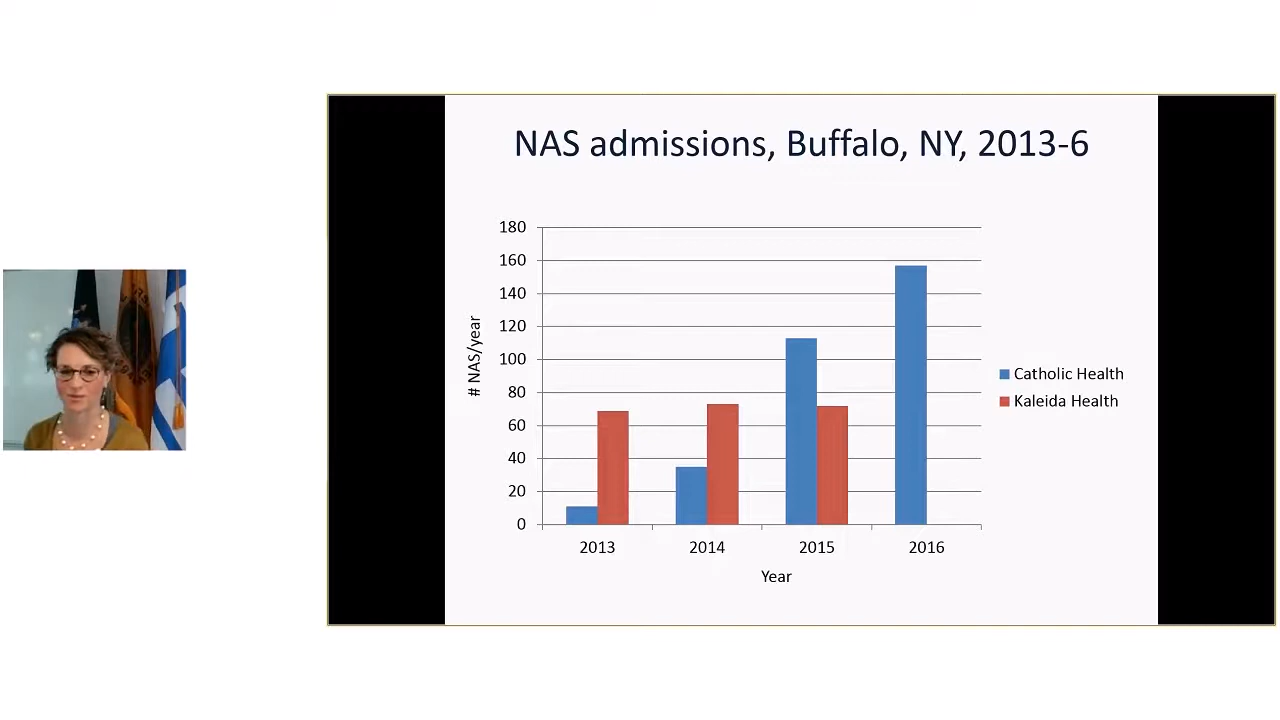 NAS admissions, Buffalo, NY, 2013-6
180
160
140
120
100
80
60
40
20
0
# NAS/year
2013
2014
2015
2016
Year
Catholic Health
Kaleida Health